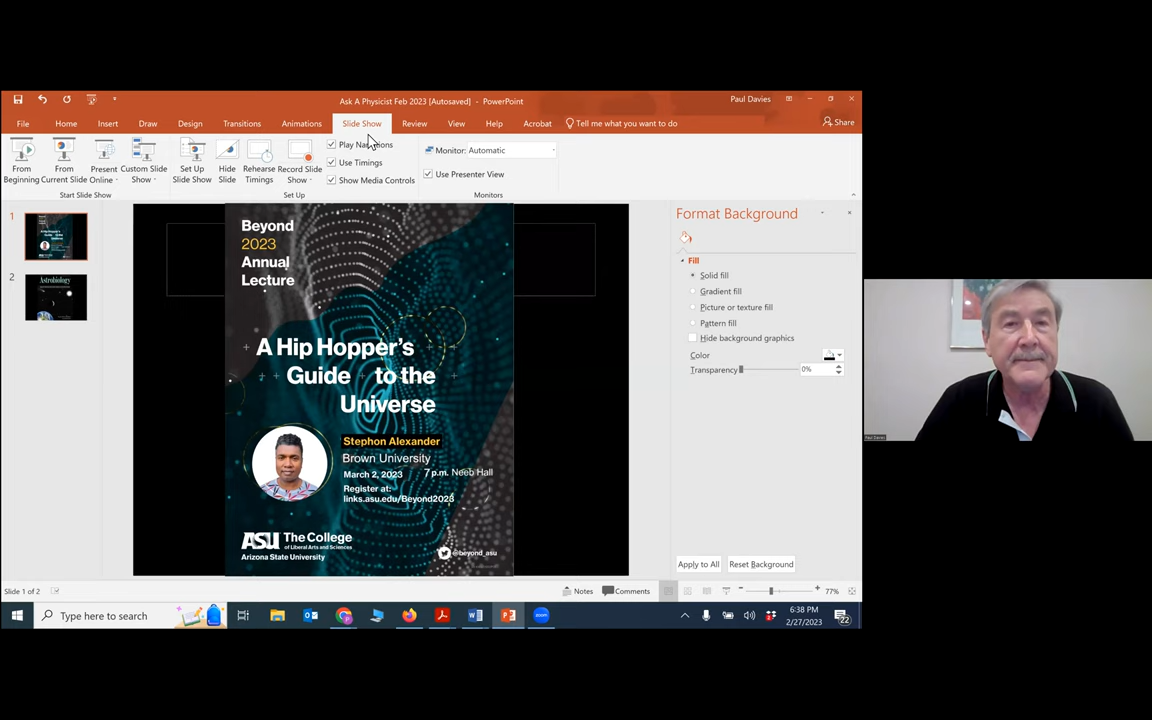 Ask A Physicist Feb 2023 [Autosaved] - PowerPoint
Paul Davies
File Home Insert Draw Design Transitions Animations Slide Show Review View Help Acrobat Tell me what you want to do
Share
From Beginning
From Current Slide
Present Online
Custom Slide Show
Set Up Slide Show
Hide Slide
Rehearse Timings
Record Slide Show
Play Narrations
Use Timings
Show Media Controls
Monitor: Automatic
Use Presenter View
Start Slide Show
Set Up
Monitors
1
2
Astrobiology
Beyond
2023
Annual
Lecture
A Hip Hopper's
Guide to the
Universe
Stephon Alexander
Brown University
March 2, 2023 7 p.m. Neeb Hall
Register at:
links.asu.edu/Beyond2023
ASU The College
of Liberal Arts and Sciences
Arizona State University
@beyond_asu
Format Background
Fill
Solid fill
Gradient fill
Picture or texture fill
Pattern fill
Hide background graphics
Color
Transparency 0%
Apply to All Reset Background
Paul Davies
Slide 1 of 2
Notes Comments
77%
Type here to search
6:38 PM
2/27/2023
22